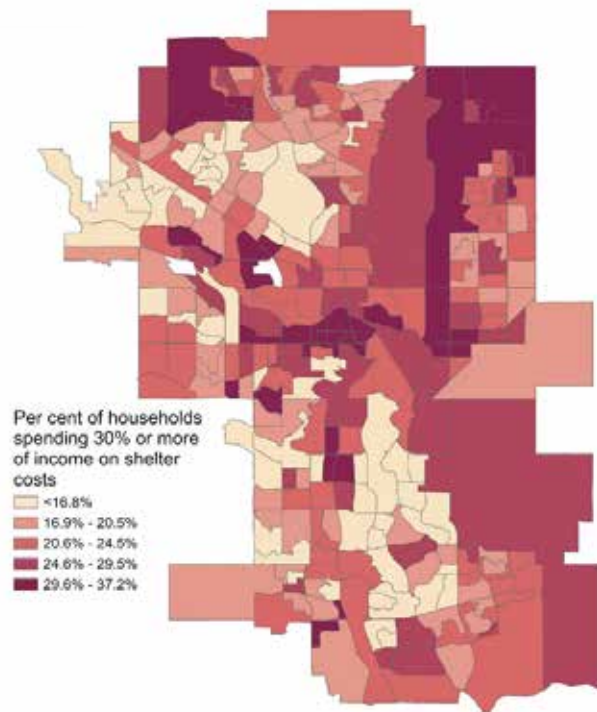 Per cent of households
spending 30% or more
of income on shelter
costs
<16.8%
16.9% - 20.5%
20.6% - 24.5%
24.6% - 29.5%
29.6% - 37.2%